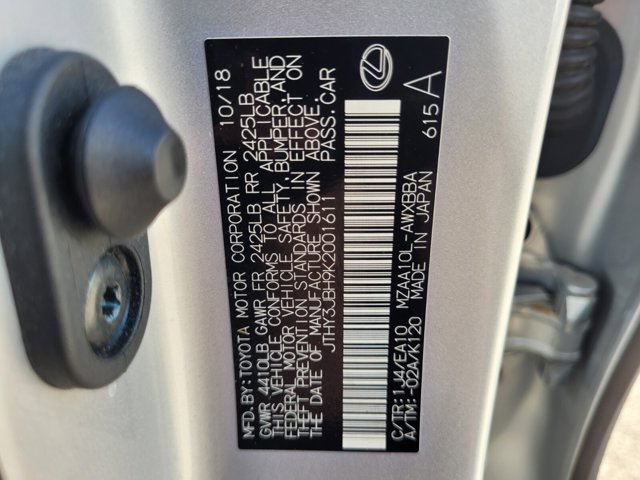 MFD.BY:TOYOTA MOTOR CORPORATION 10/18
GVWR 4410LB GAWR FR 2425LB RR 2425LB
THIS VEHICLE CONFORMS TO ALL APPLICABLE
FEDERAL MOTOR VEHICLE SAFETY, BUMPER, AND
THEFT PREVENTION STANDARDS IN EFFECT ON
THE DATE OF MANUFACTURE SHOWN ABOVE.
JTHY3JBH9K2001611 PASS.CAR
C/TR:1J4/EA10 MZAA10L-AWXBBA
A/TM:-02A/K120 MADE IN JAPAN 615 A